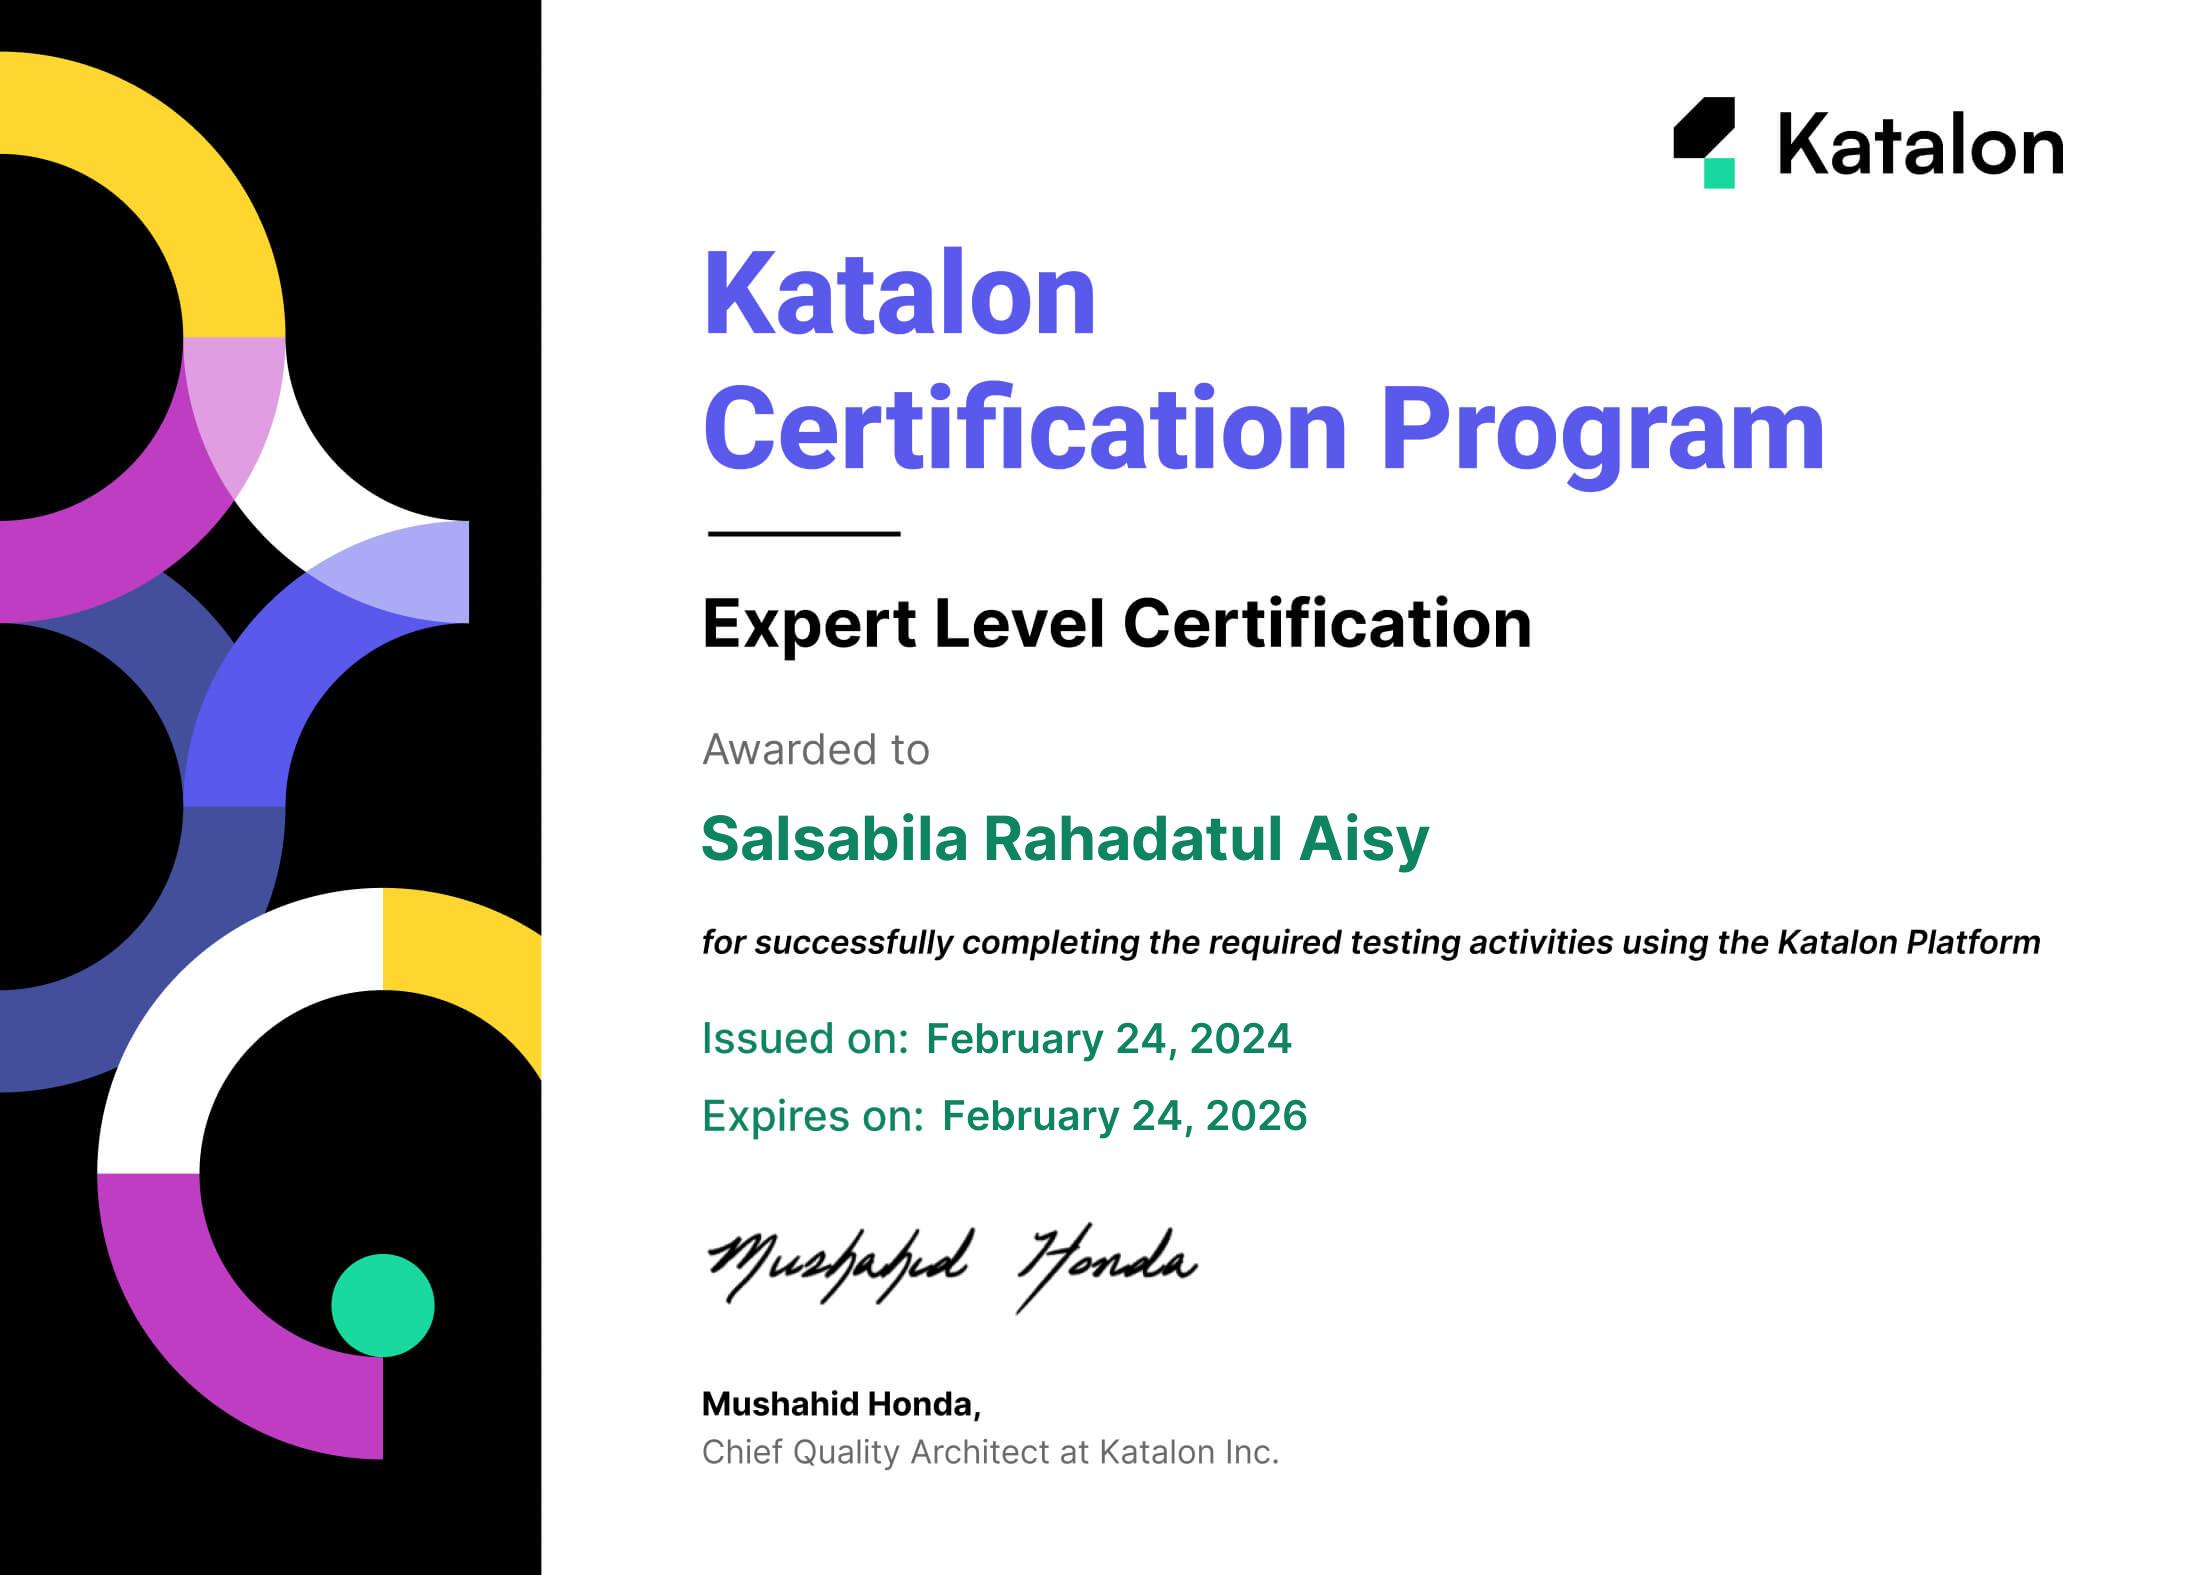 Katalon
Katalon
Certification Program
Expert Level Certification
Awarded to
Salsabila Rahadatul Aisy
for successfully completing the required testing activities using the Katalon Platform
Issued on: February 24, 2024
Expires on: February 24, 2026
Mushahid Honda
Mushahid Honda,
Chief Quality Architect at Katalon Inc.